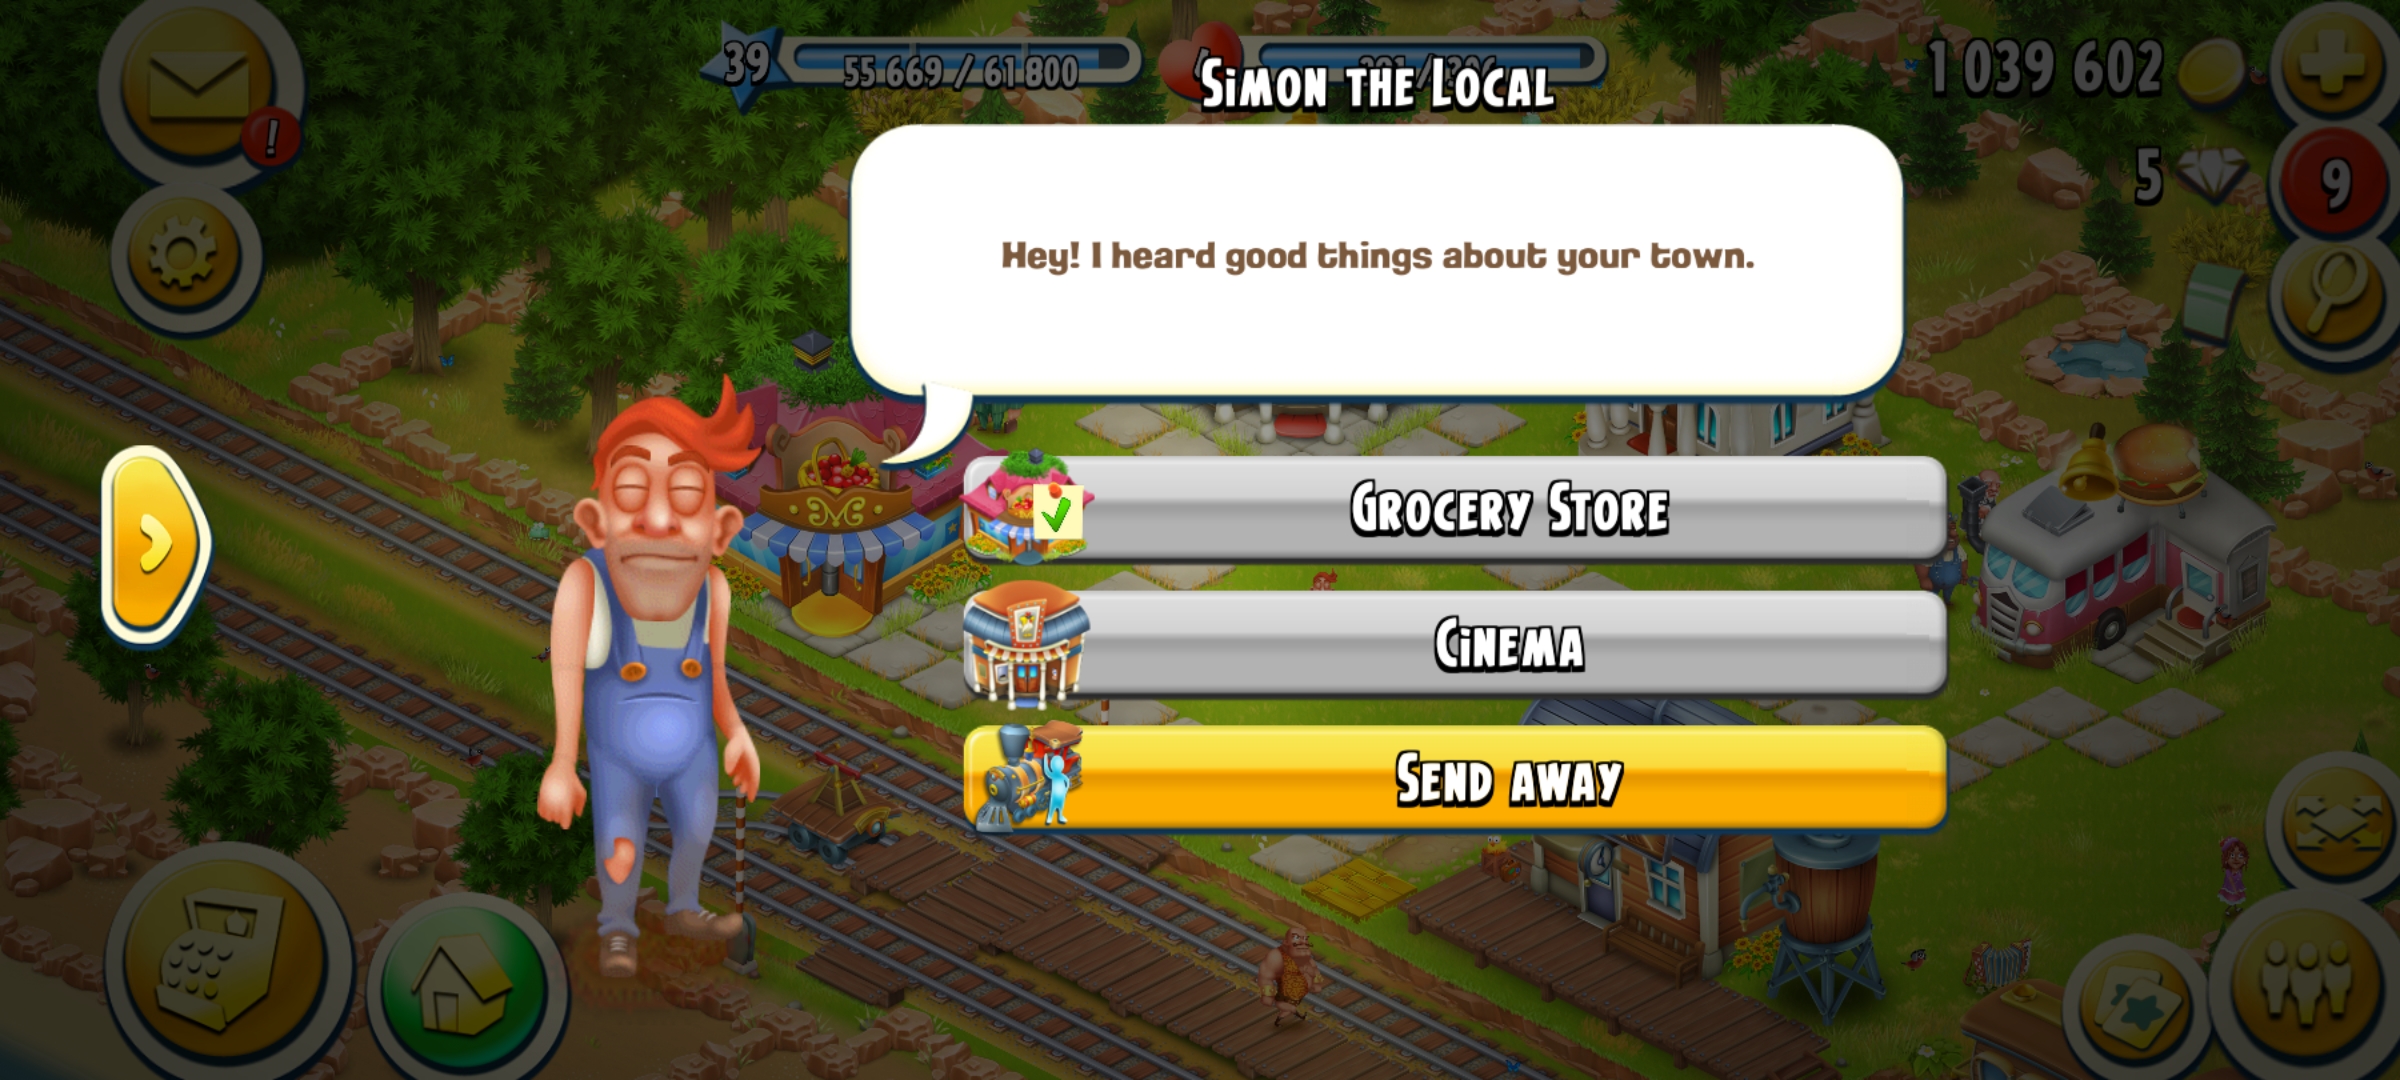 39
55 669 / 61 800
SIMON THE LOCAL
1 039 602
5
9
!
Hey! I heard good things about your town.
GROCERY STORE
CINEMA
SEND AWAY